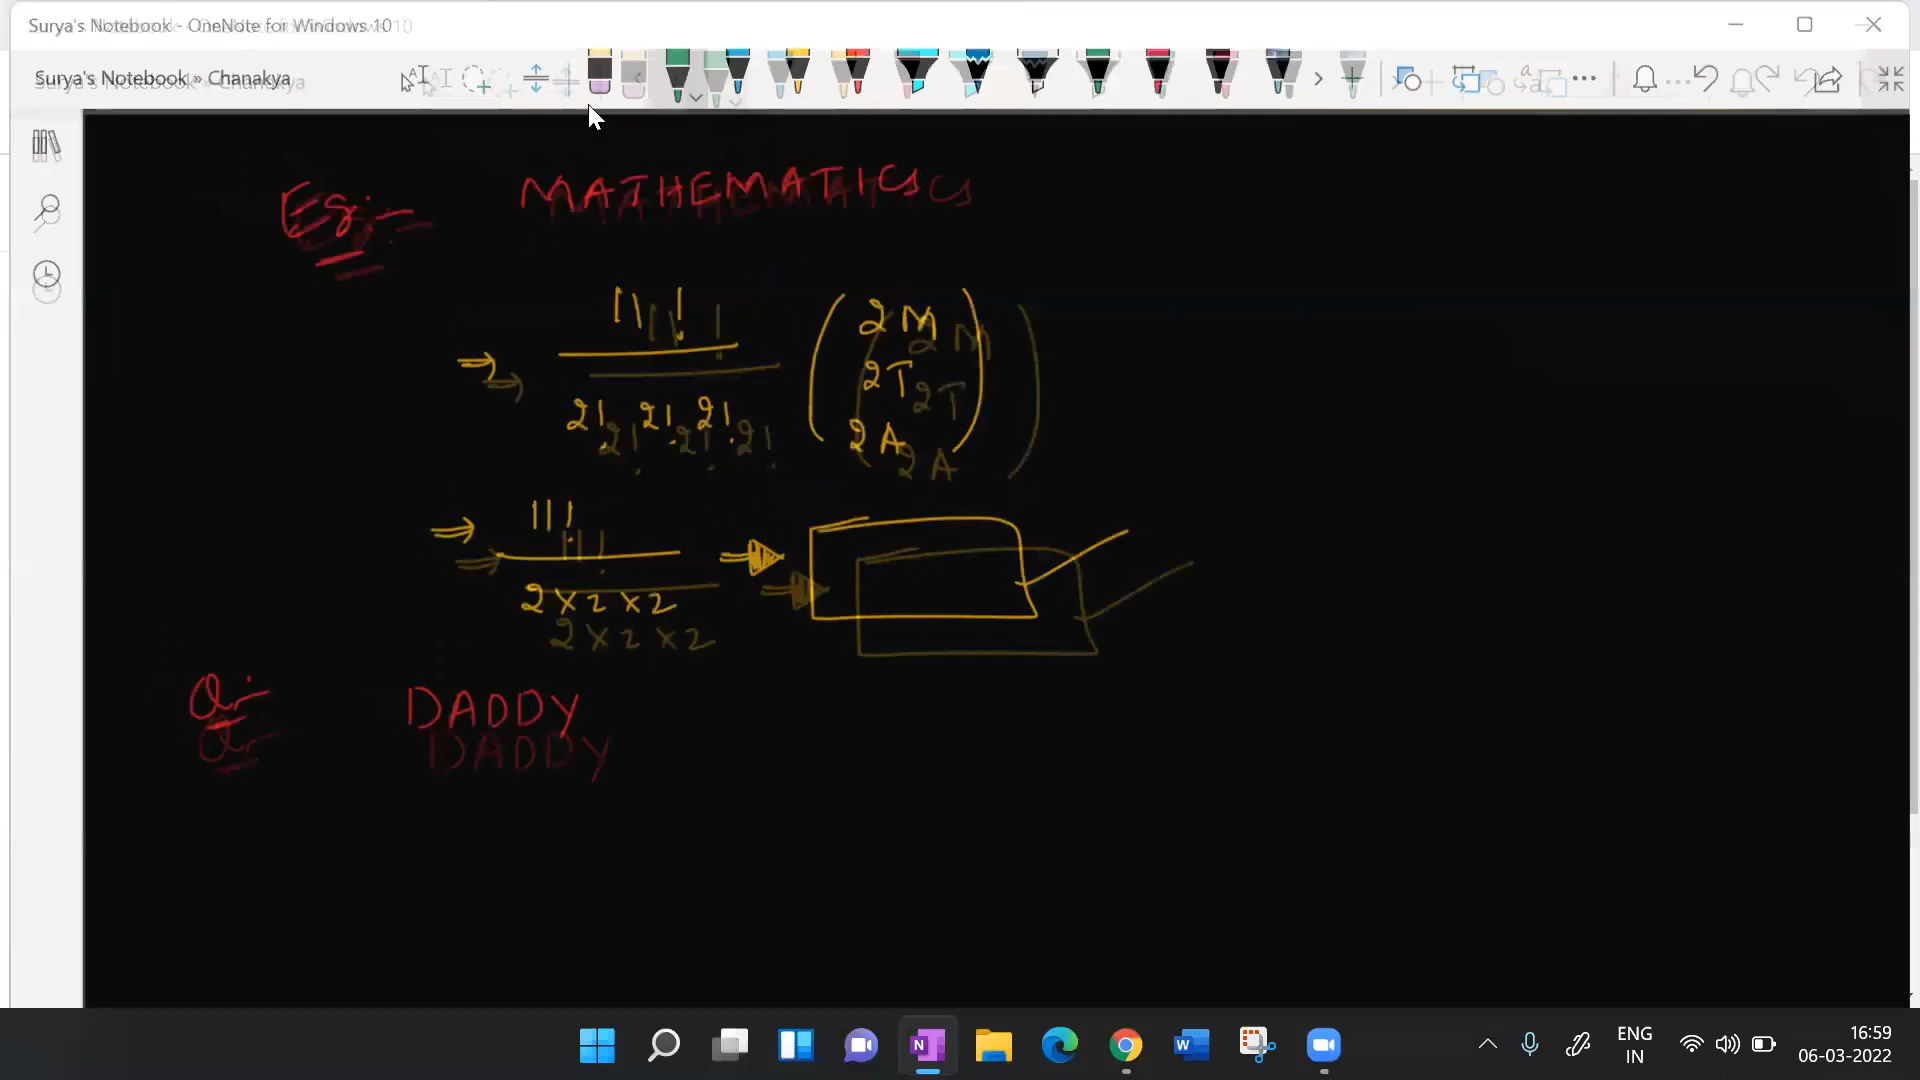 Surya's Notebook - OneNote for Windows 10
Surya's Notebook » Chanakya
Eg:- MATHEMATICS
11!
2! 2! 2!
2M
2T
2A
⇒ 11!
2 × 2 × 2
Q:- DADDY
ENG
IN
16:59
06-03-2022